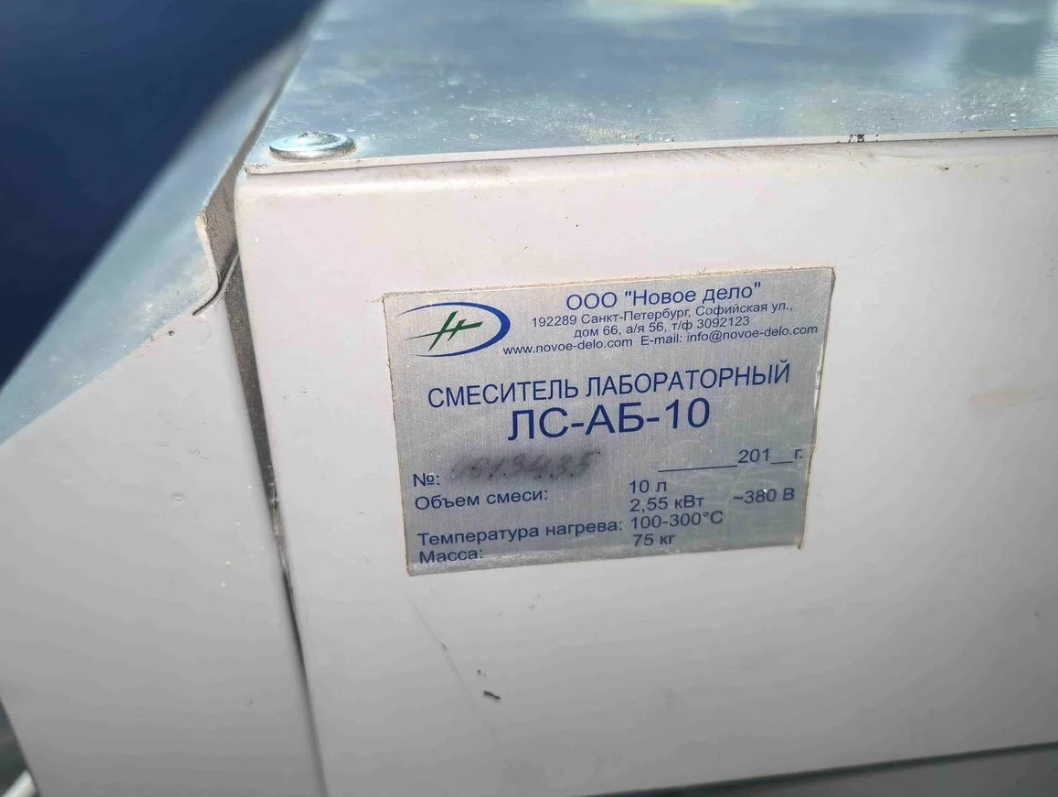 ООО "Новое дело"
192289 Санкт-Петербург, Софийская ул.,
дом 66, а/я 56, т/ф 3092123
www.novoe-delo.com E-mail: info@novoe-delo.com
СМЕСИТЕЛЬ ЛАБОРАТОРНЫЙ
ЛС-АБ-10
№: _______201__г.
Объем смеси: 10 л
2,55 кВт ~380 В
Температура нагрева: 100-300°С
Масса: 75 кг